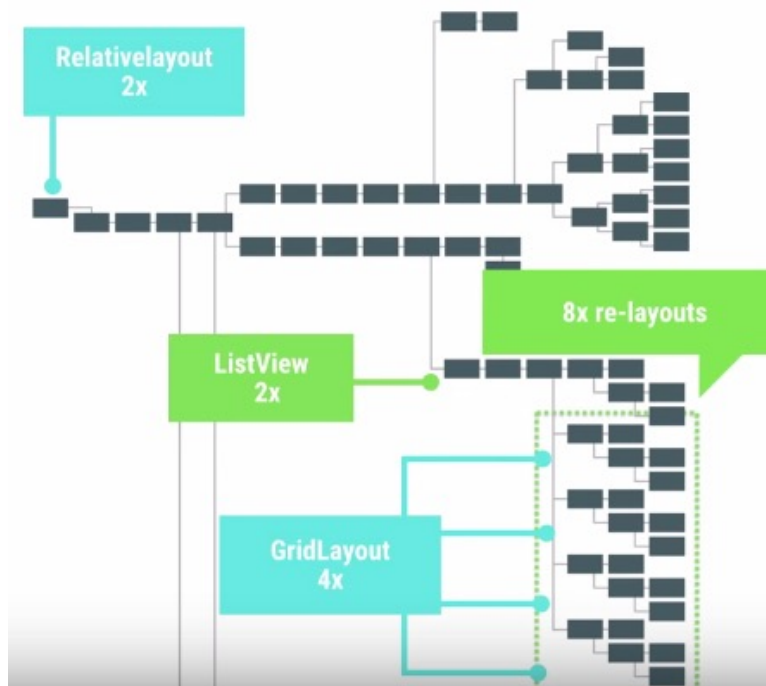 Relativelayout
2x
8x re-layouts
ListView
2x
GridLayout
4x